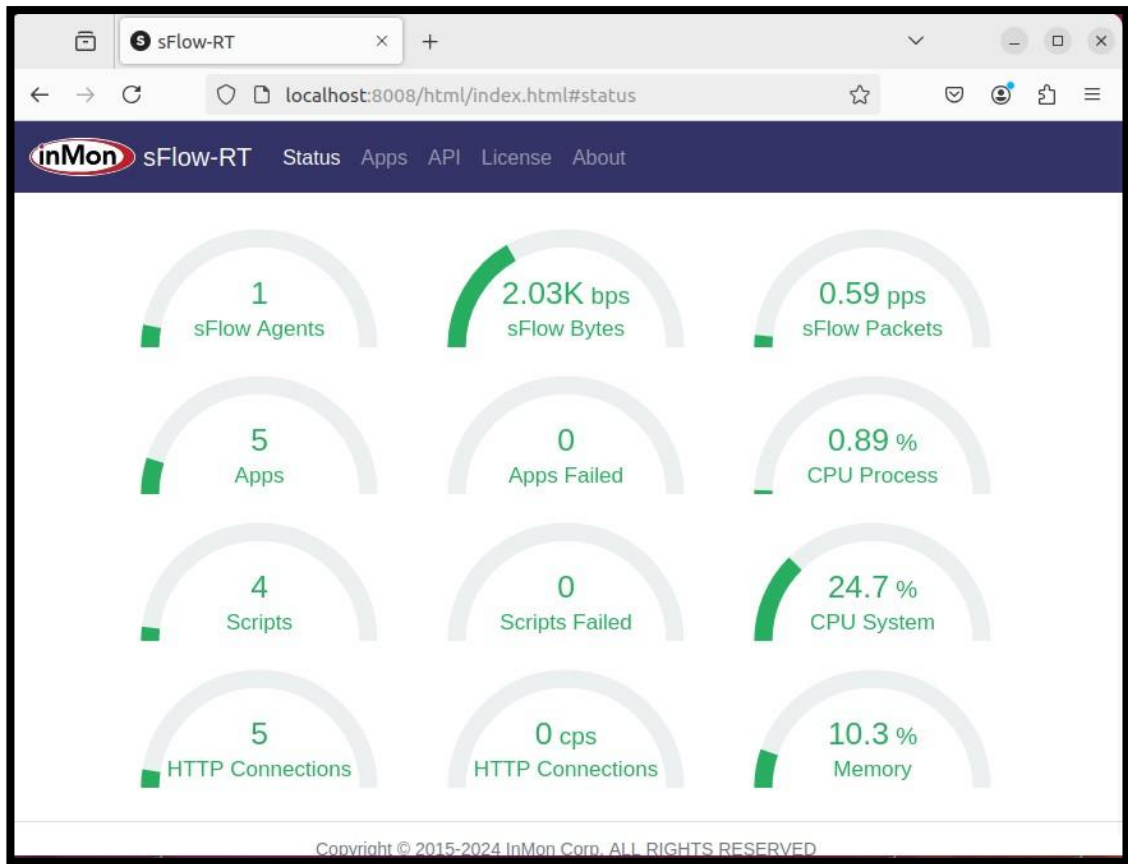 S sFlow-RT
localhost:8008/html/index.html#status
inMon sFlow-RT Status Apps API License About
1
sFlow Agents
2.03K bps
sFlow Bytes
0.59 pps
sFlow Packets
5
Apps
0
Apps Failed
0.89 %
CPU Process
4
Scripts
0
Scripts Failed
24.7 %
CPU System
5
HTTP Connections
0 cps
HTTP Connections
10.3 %
Memory
Copyright © 2015-2024 InMon Corp. ALL RIGHTS RESERVED